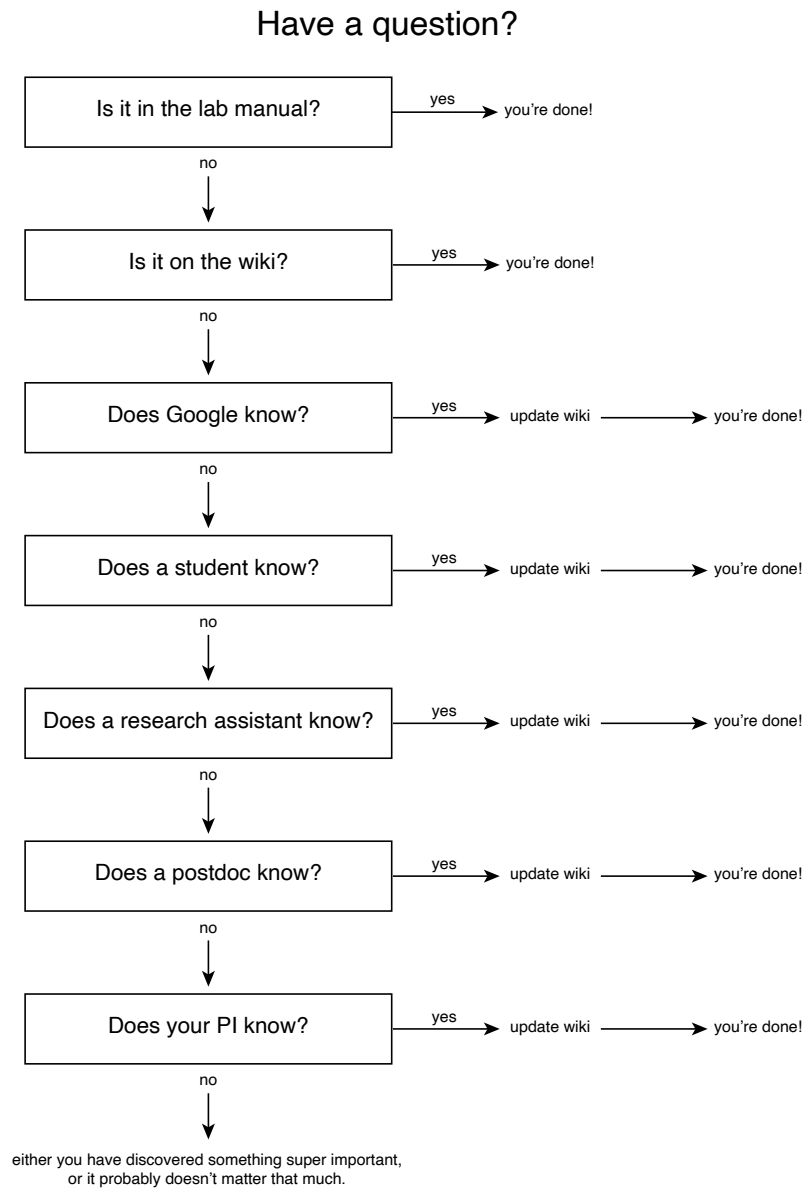 Have a question?
Is it in the lab manual?
yes
you're done!
no
Is it on the wiki?
yes
you're done!
no
Does Google know?
yes
update wiki
you're done!
no
Does a student know?
yes
update wiki
you're done!
no
Does a research assistant know?
yes
update wiki
you're done!
no
Does a postdoc know?
yes
update wiki
you're done!
no
Does your PI know?
yes
update wiki
you're done!
no
either you have discovered something super important,
or it probably doesn't matter that much.